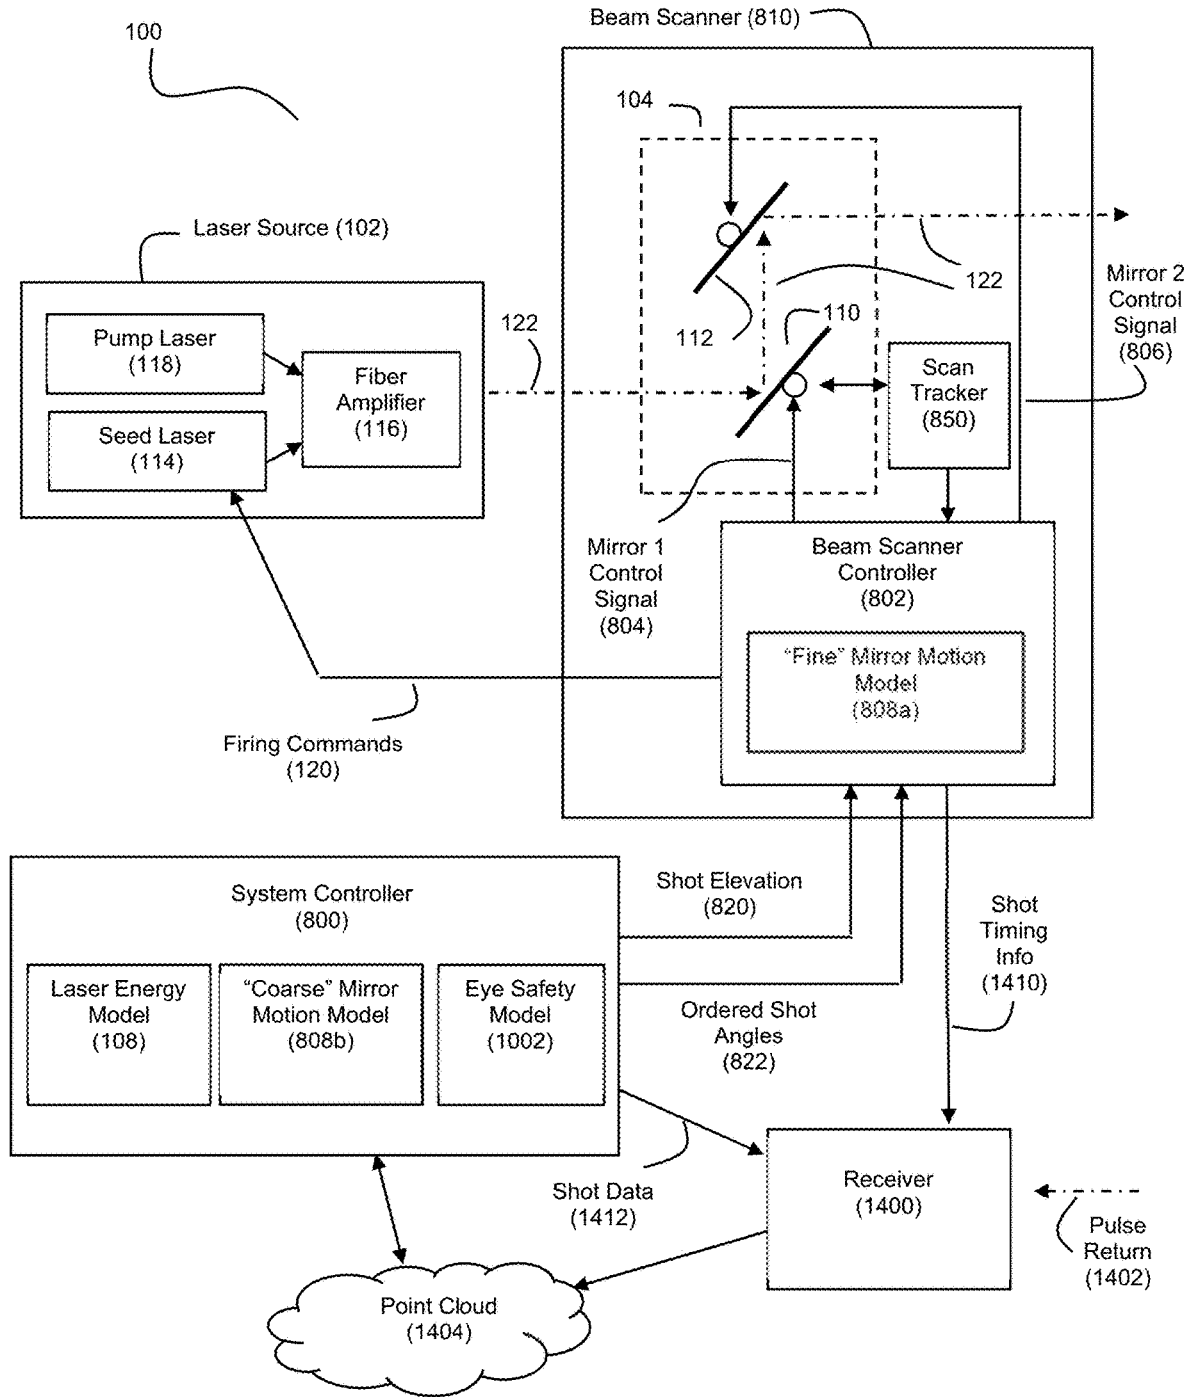 Beam Scanner (810)
100
104
Laser Source (102)
122
Mirror 2
Control
Signal
(806)
110
112
122
Pump Laser
(118)
Fiber
Amplifier
(116)
Seed Laser
(114)
Scan
Tracker
(850)
Mirror 1
Control
Signal
(804)
Beam Scanner
Controller
(802)
"Fine" Mirror Motion
Model
(808a)
Firing Commands
(120)
System Controller
(800)
Shot Elevation
(820)
Shot
Timing
Info
(1410)
Laser Energy
Model
(108)
"Coarse" Mirror
Motion Model
(808b)
Eye Safety
Model
(1002)
Ordered Shot
Angles
(822)
Shot Data
(1412)
Receiver
(1400)
Pulse
Return
(1402)
Point Cloud
(1404)